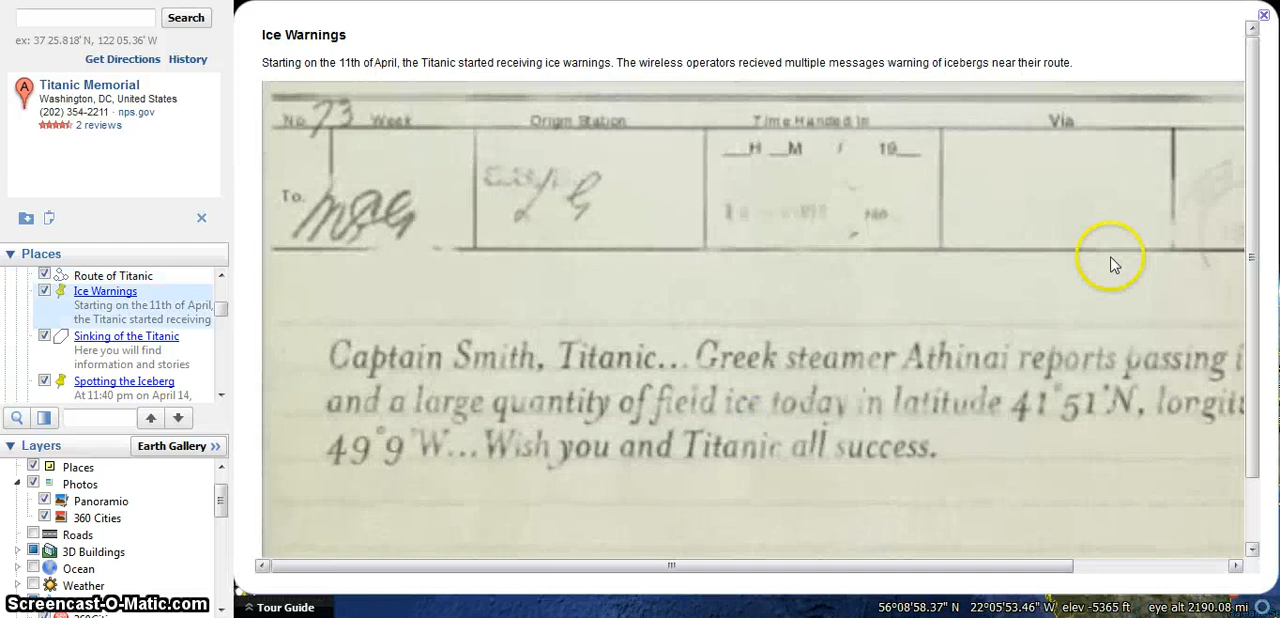 Search
ex: 37 25.818' N, 122 05.36' W
Get Directions History
A
Titanic Memorial
Washington, DC, United States
(202) 354-2211 - nps.gov
2 reviews
Places
Route of Titanic
Ice Warnings
Starting on the 11th of April,
the Titanic started receiving
Sinking of the Titanic
Here you will find
information and stories
Spotting the Iceberg
At 11:40 pm on April 14,
Layers
Earth Gallery >>
Places
Photos
Panoramio
360 Cities
Roads
3D Buildings
Ocean
Weather
Screencast-O-Matic.com
Ice Warnings
Starting on the 11th of April, the Titanic started receiving ice warnings. The wireless operators recieved multiple messages warning of icebergs near their route.
No. 73 Week Origin Station Time Handed in Via
H M / 19
To.
Captain Smith, Titanic... Greek steamer Athinai reports passing
and a large quantity of field ice today in latitude 41°51'N,
49°9'W... Wish you and Titanic all success.
Tour Guide
56°08'58.37" N 22°05'53.46" W elev -5365 ft eye alt 2190.08 mi